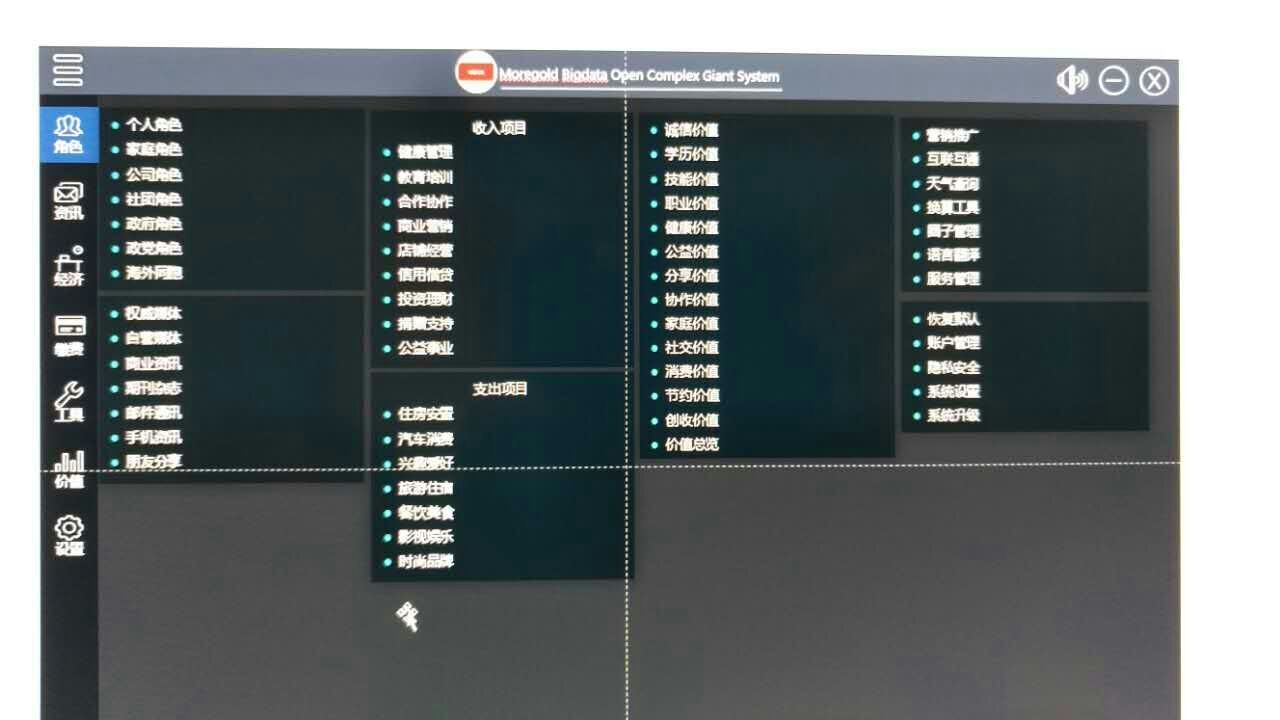 Moregold Bigdata Open Complex Giant System
角色
资讯
经济
缴费
工具
价值
设置
个人角色
家庭角色
公司角色
社团角色
政府角色
政党角色
海外同胞
权威媒体
自营媒体
商业资讯
期刊杂志
邮件通讯
手机资讯
朋友分享
收入项目
健康管理
教育培训
合作协作
商业营销
店铺经营
信用借贷
投资理财
捐赠支持
公益事业
支出项目
住房安置
汽车消费
兴趣爱好
旅游住宿
餐饮美食
影视娱乐
时尚品牌
诚信价值
学历价值
技能价值
职业价值
健康价值
公益价值
分享价值
协作价值
家庭价值
社交价值
消费价值
节约价值
创收价值
价值总览
营销推广
互联互通
天气查询
换算工具
圈子管理
语言翻译
服务管理
恢复默认
账户管理
隐私安全
系统设置
系统升级